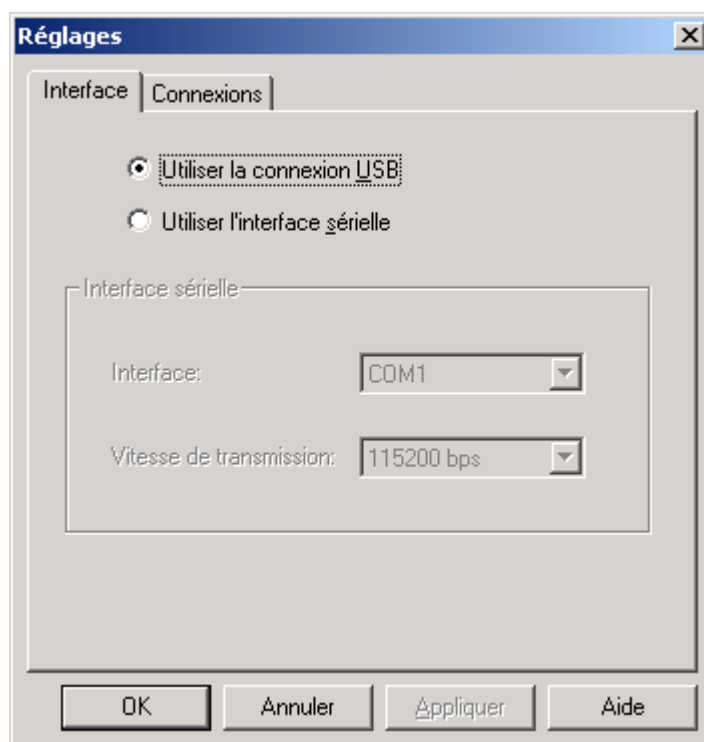 Réglages
Interface Connexions
Utiliser la connexion USB
Utiliser l'interface sérielle
Interface sérielle
Interface: COM1
Vitesse de transmission: 115200 bps
OK Annuler Appliquer Aide